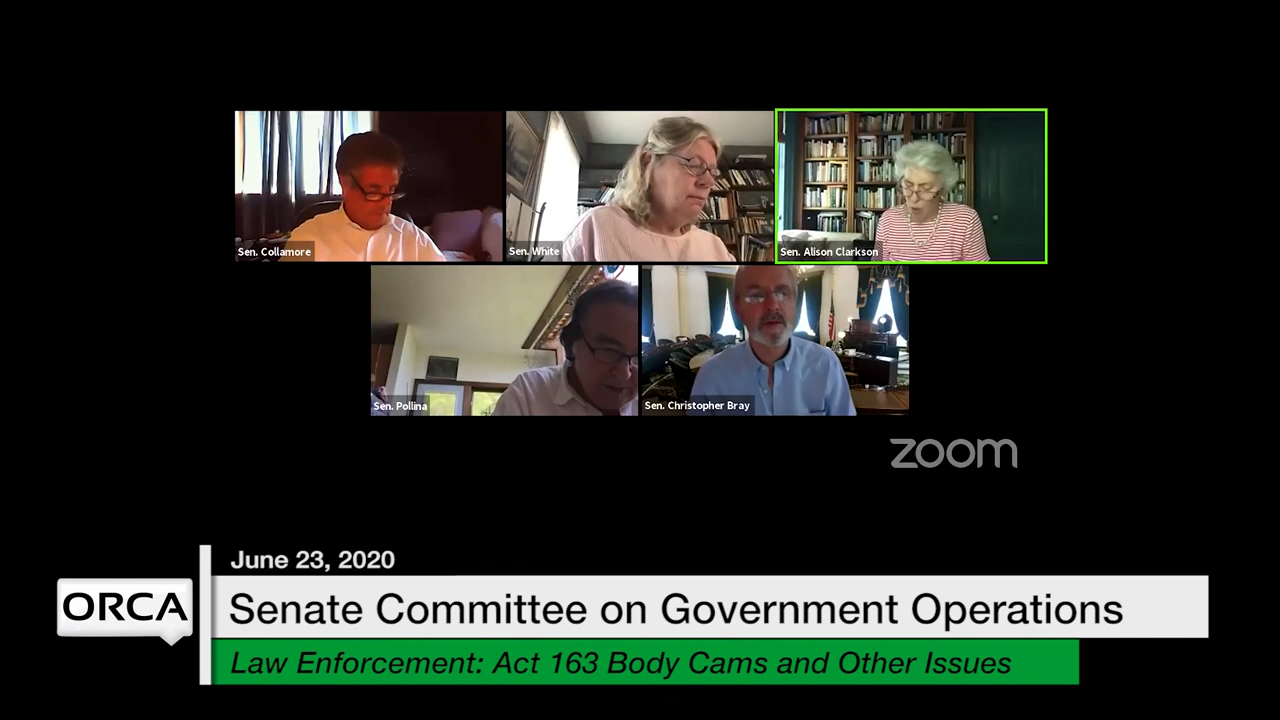 Sen. Collamore
Sen. White
Sen. Alison Clarkson
Sen. Pollina
Sen. Christopher Bray
zoom
June 23, 2020
ORCA
Senate Committee on Government Operations
Law Enforcement: Act 163 Body Cams and Other Issues